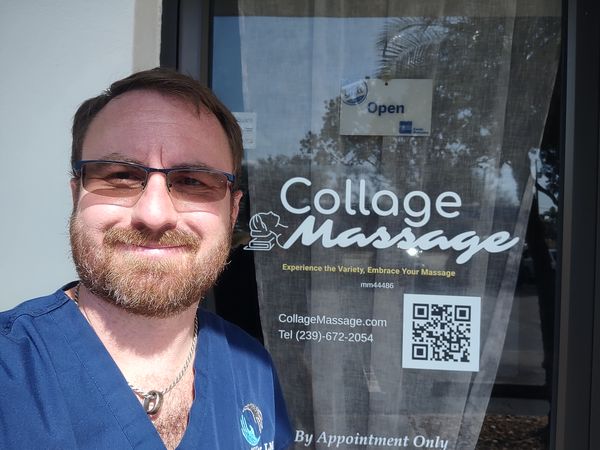 Open
Collage
Massage
Experience the Variety, Embrace Your Massage
mm44486
CollageMassage.com
Tel (239)-672-2054
By Appointment Only